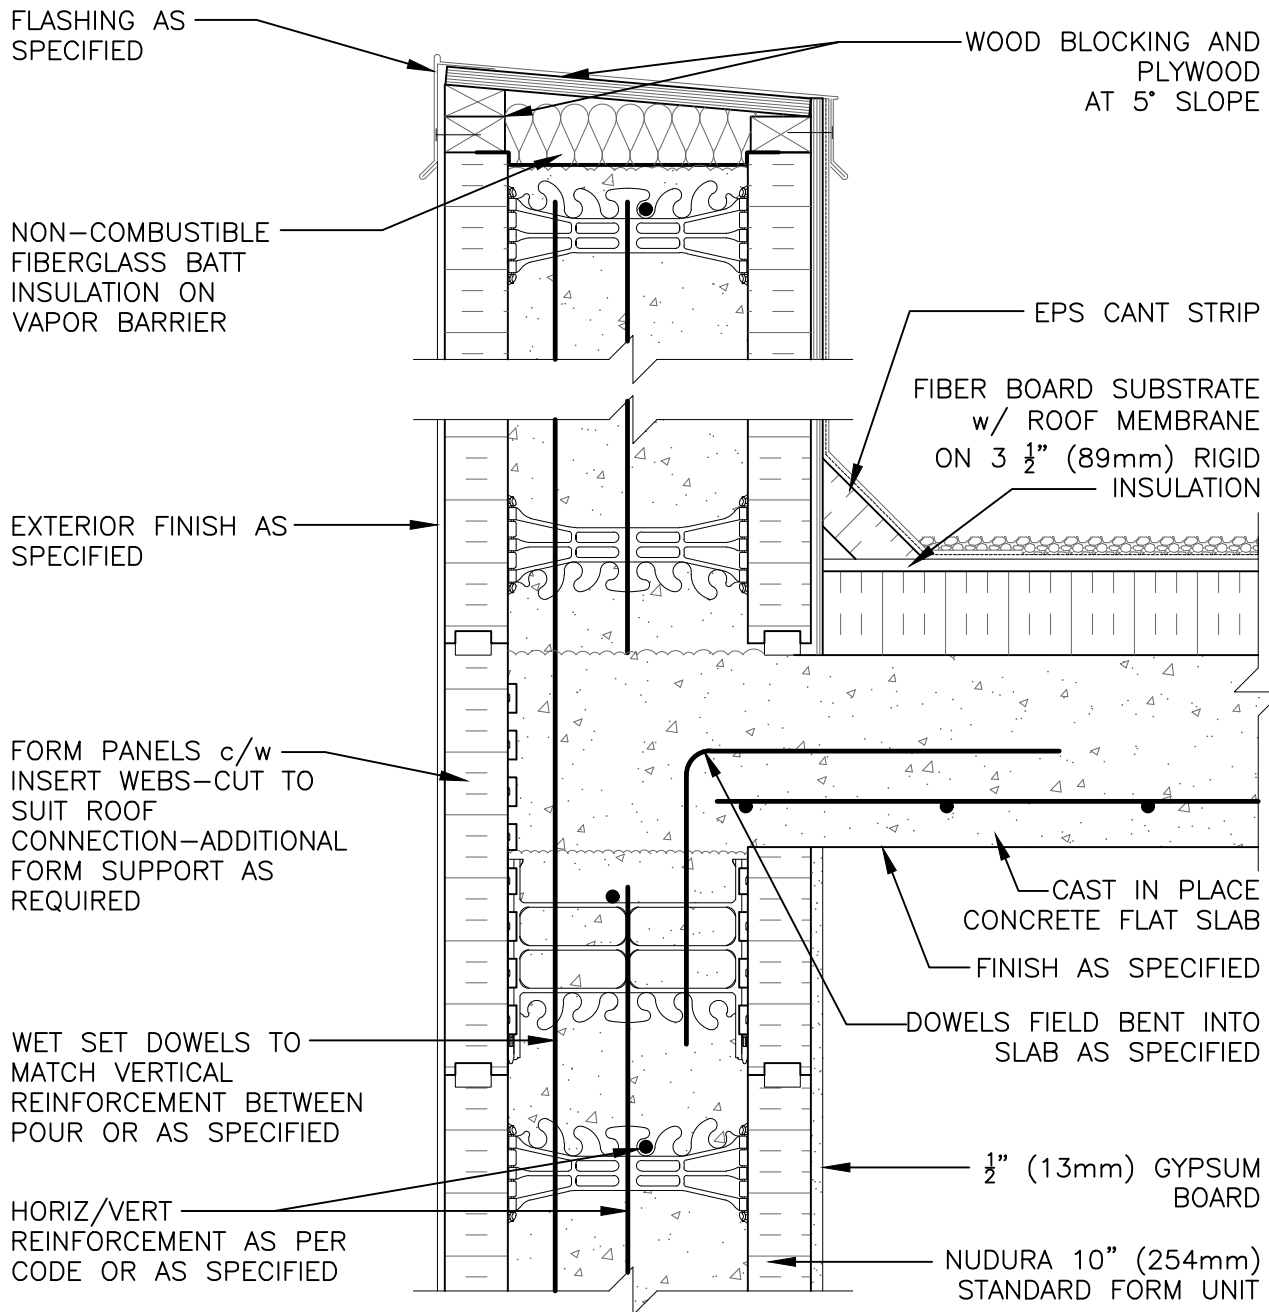 FLASHING AS
SPECIFIED
WOOD BLOCKING AND
PLYWOOD
AT 5° SLOPE
NON-COMBUSTIBLE
FIBERGLASS BATT
INSULATION ON
VAPOR BARRIER
EPS CANT STRIP
FIBER BOARD SUBSTRATE
w/ ROOF MEMBRANE
ON 3 ½" (89mm) RIGID
INSULATION
EXTERIOR FINISH AS
SPECIFIED
FORM PANELS c/w
INSERT WEBS-CUT TO
SUIT ROOF
CONNECTION-ADDITIONAL
FORM SUPPORT AS
REQUIRED
CAST IN PLACE
CONCRETE FLAT SLAB
FINISH AS SPECIFIED
DOWELS FIELD BENT INTO
SLAB AS SPECIFIED
WET SET DOWELS TO
MATCH VERTICAL
REINFORCEMENT BETWEEN
POUR OR AS SPECIFIED
½" (13mm) GYPSUM
BOARD
HORIZ/VERT
REINFORCEMENT AS PER
CODE OR AS SPECIFIED
NUDURA 10" (254mm)
STANDARD FORM UNIT